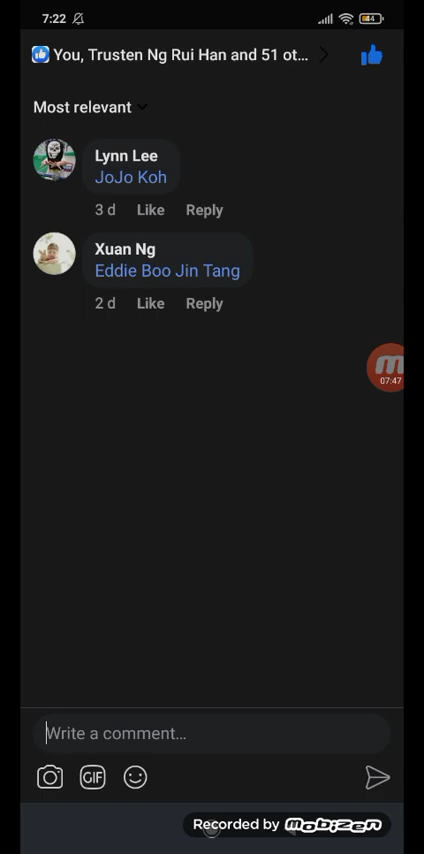 7:22
44
You, Trusten Ng Rui Han and 51 ot...
Most relevant
Lynn Lee
JoJo Koh
3 d Like Reply
Xuan Ng
Eddie Boo Jin Tang
2 d Like Reply
m
07:47
Write a comment...
GIF
Recorded by mobizen